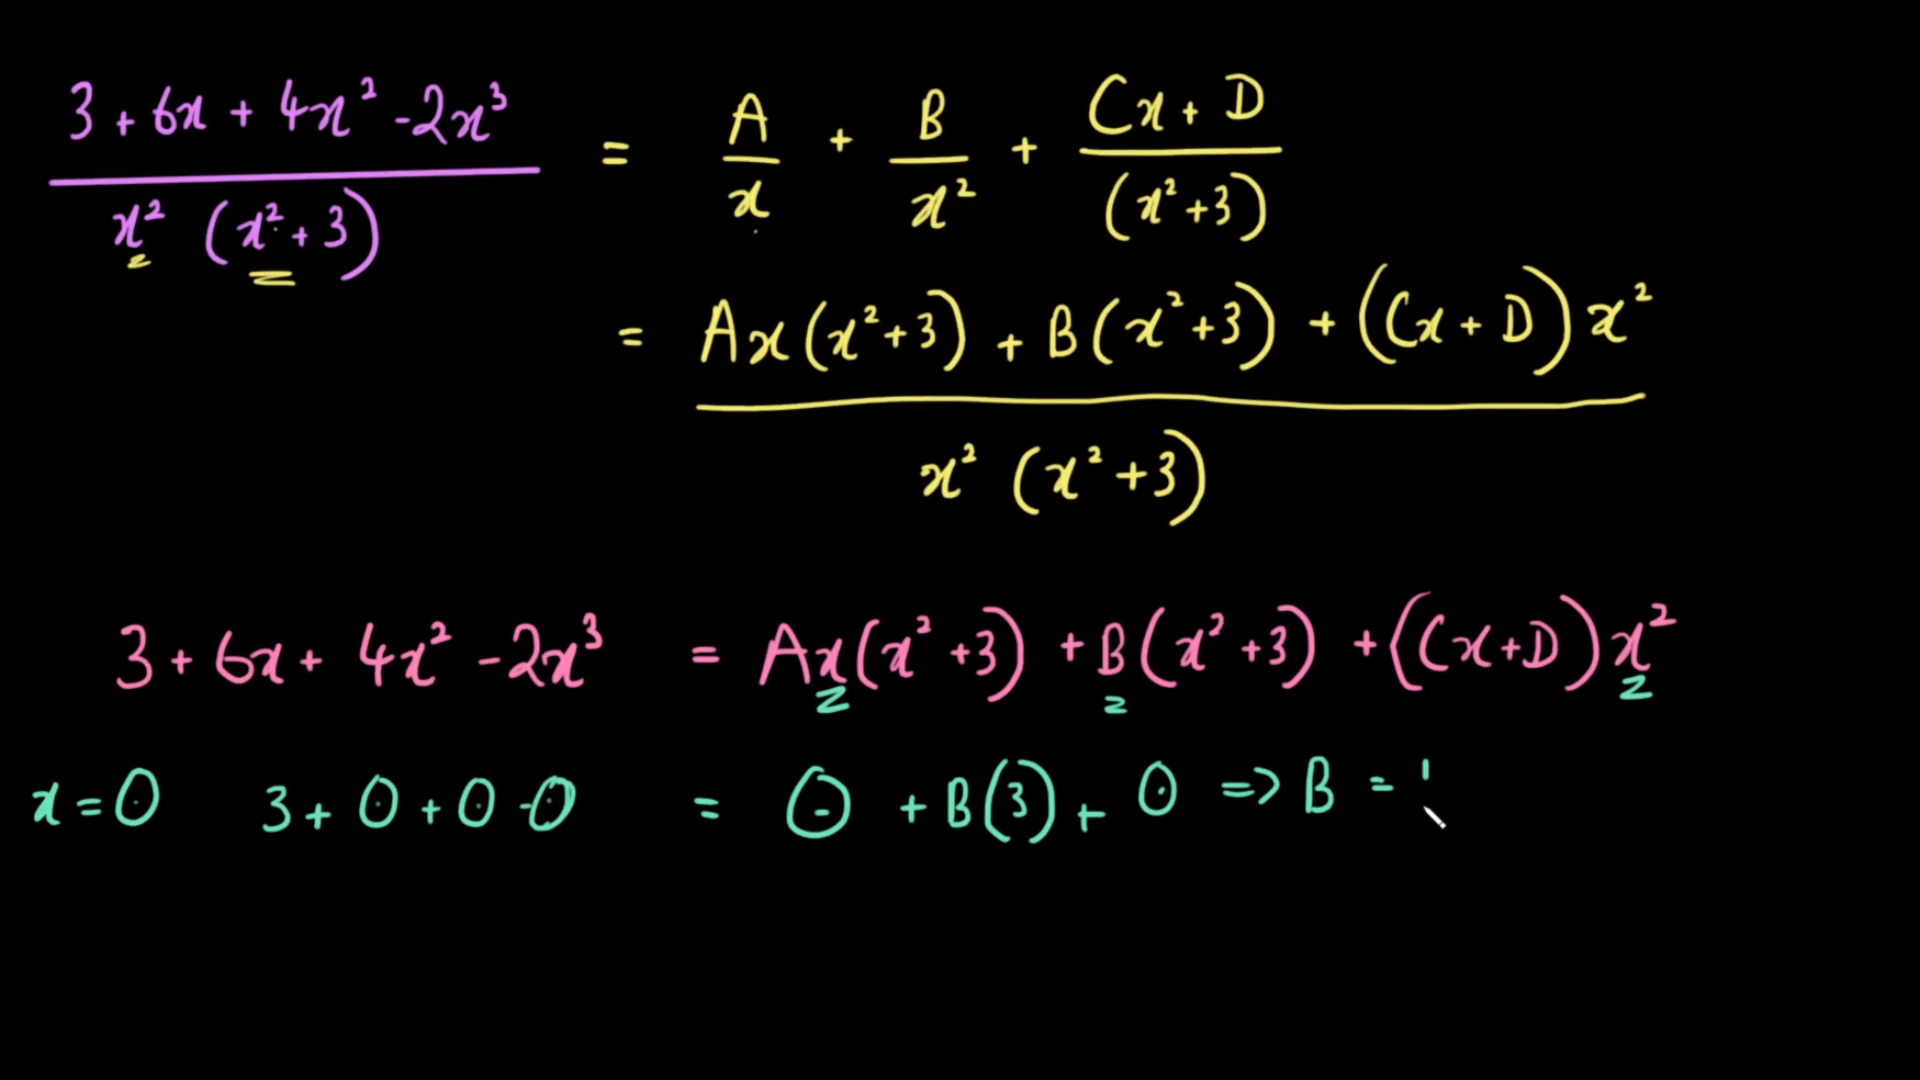 3 + 6x + 4x² - 2x³ / x² (x² + 3) = A / x + B / x² + Cx + D / (x² + 3)
= Ax(x² + 3) + B(x² + 3) + (Cx + D)x² / x² (x² + 3)
3 + 6x + 4x² - 2x³ = Ax(x² + 3) + B(x² + 3) + (Cx + D)x²
x = 0 3 + 0 + 0 - 0 = 0 + B(3) + 0 => B = 1